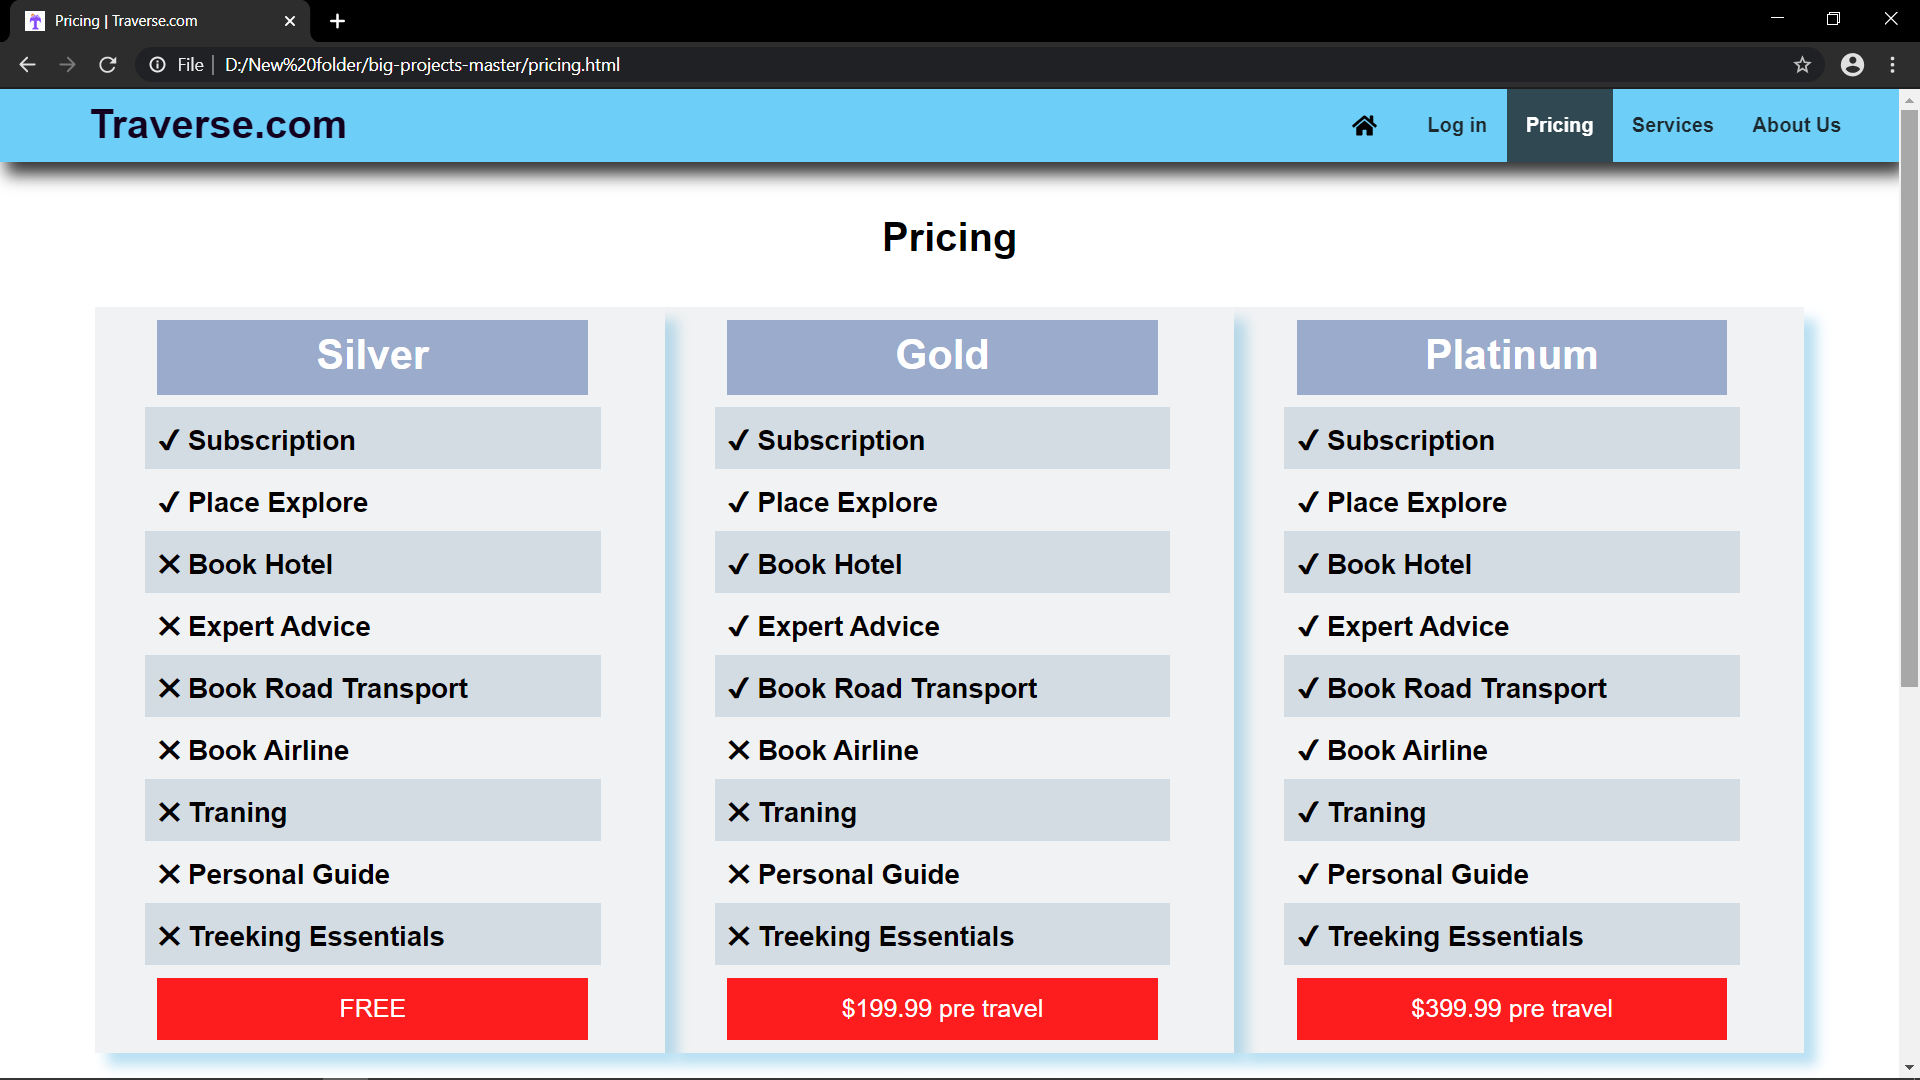 Pricing | Traverse.com
File | D:/New%20folder/big-projects-master/pricing.html
Traverse.com
Log in Pricing Services About Us
Pricing
Silver
✓ Subscription
✓ Place Explore
✕ Book Hotel
✕ Expert Advice
✕ Book Road Transport
✕ Book Airline
✕ Traning
✕ Personal Guide
✕ Treeking Essentials
FREE
Gold
✓ Subscription
✓ Place Explore
✓ Book Hotel
✓ Expert Advice
✓ Book Road Transport
✕ Book Airline
✕ Traning
✕ Personal Guide
✕ Treeking Essentials
$199.99 pre travel
Platinum
✓ Subscription
✓ Place Explore
✓ Book Hotel
✓ Expert Advice
✓ Book Road Transport
✓ Book Airline
✓ Traning
✓ Personal Guide
✓ Treeking Essentials
$399.99 pre travel